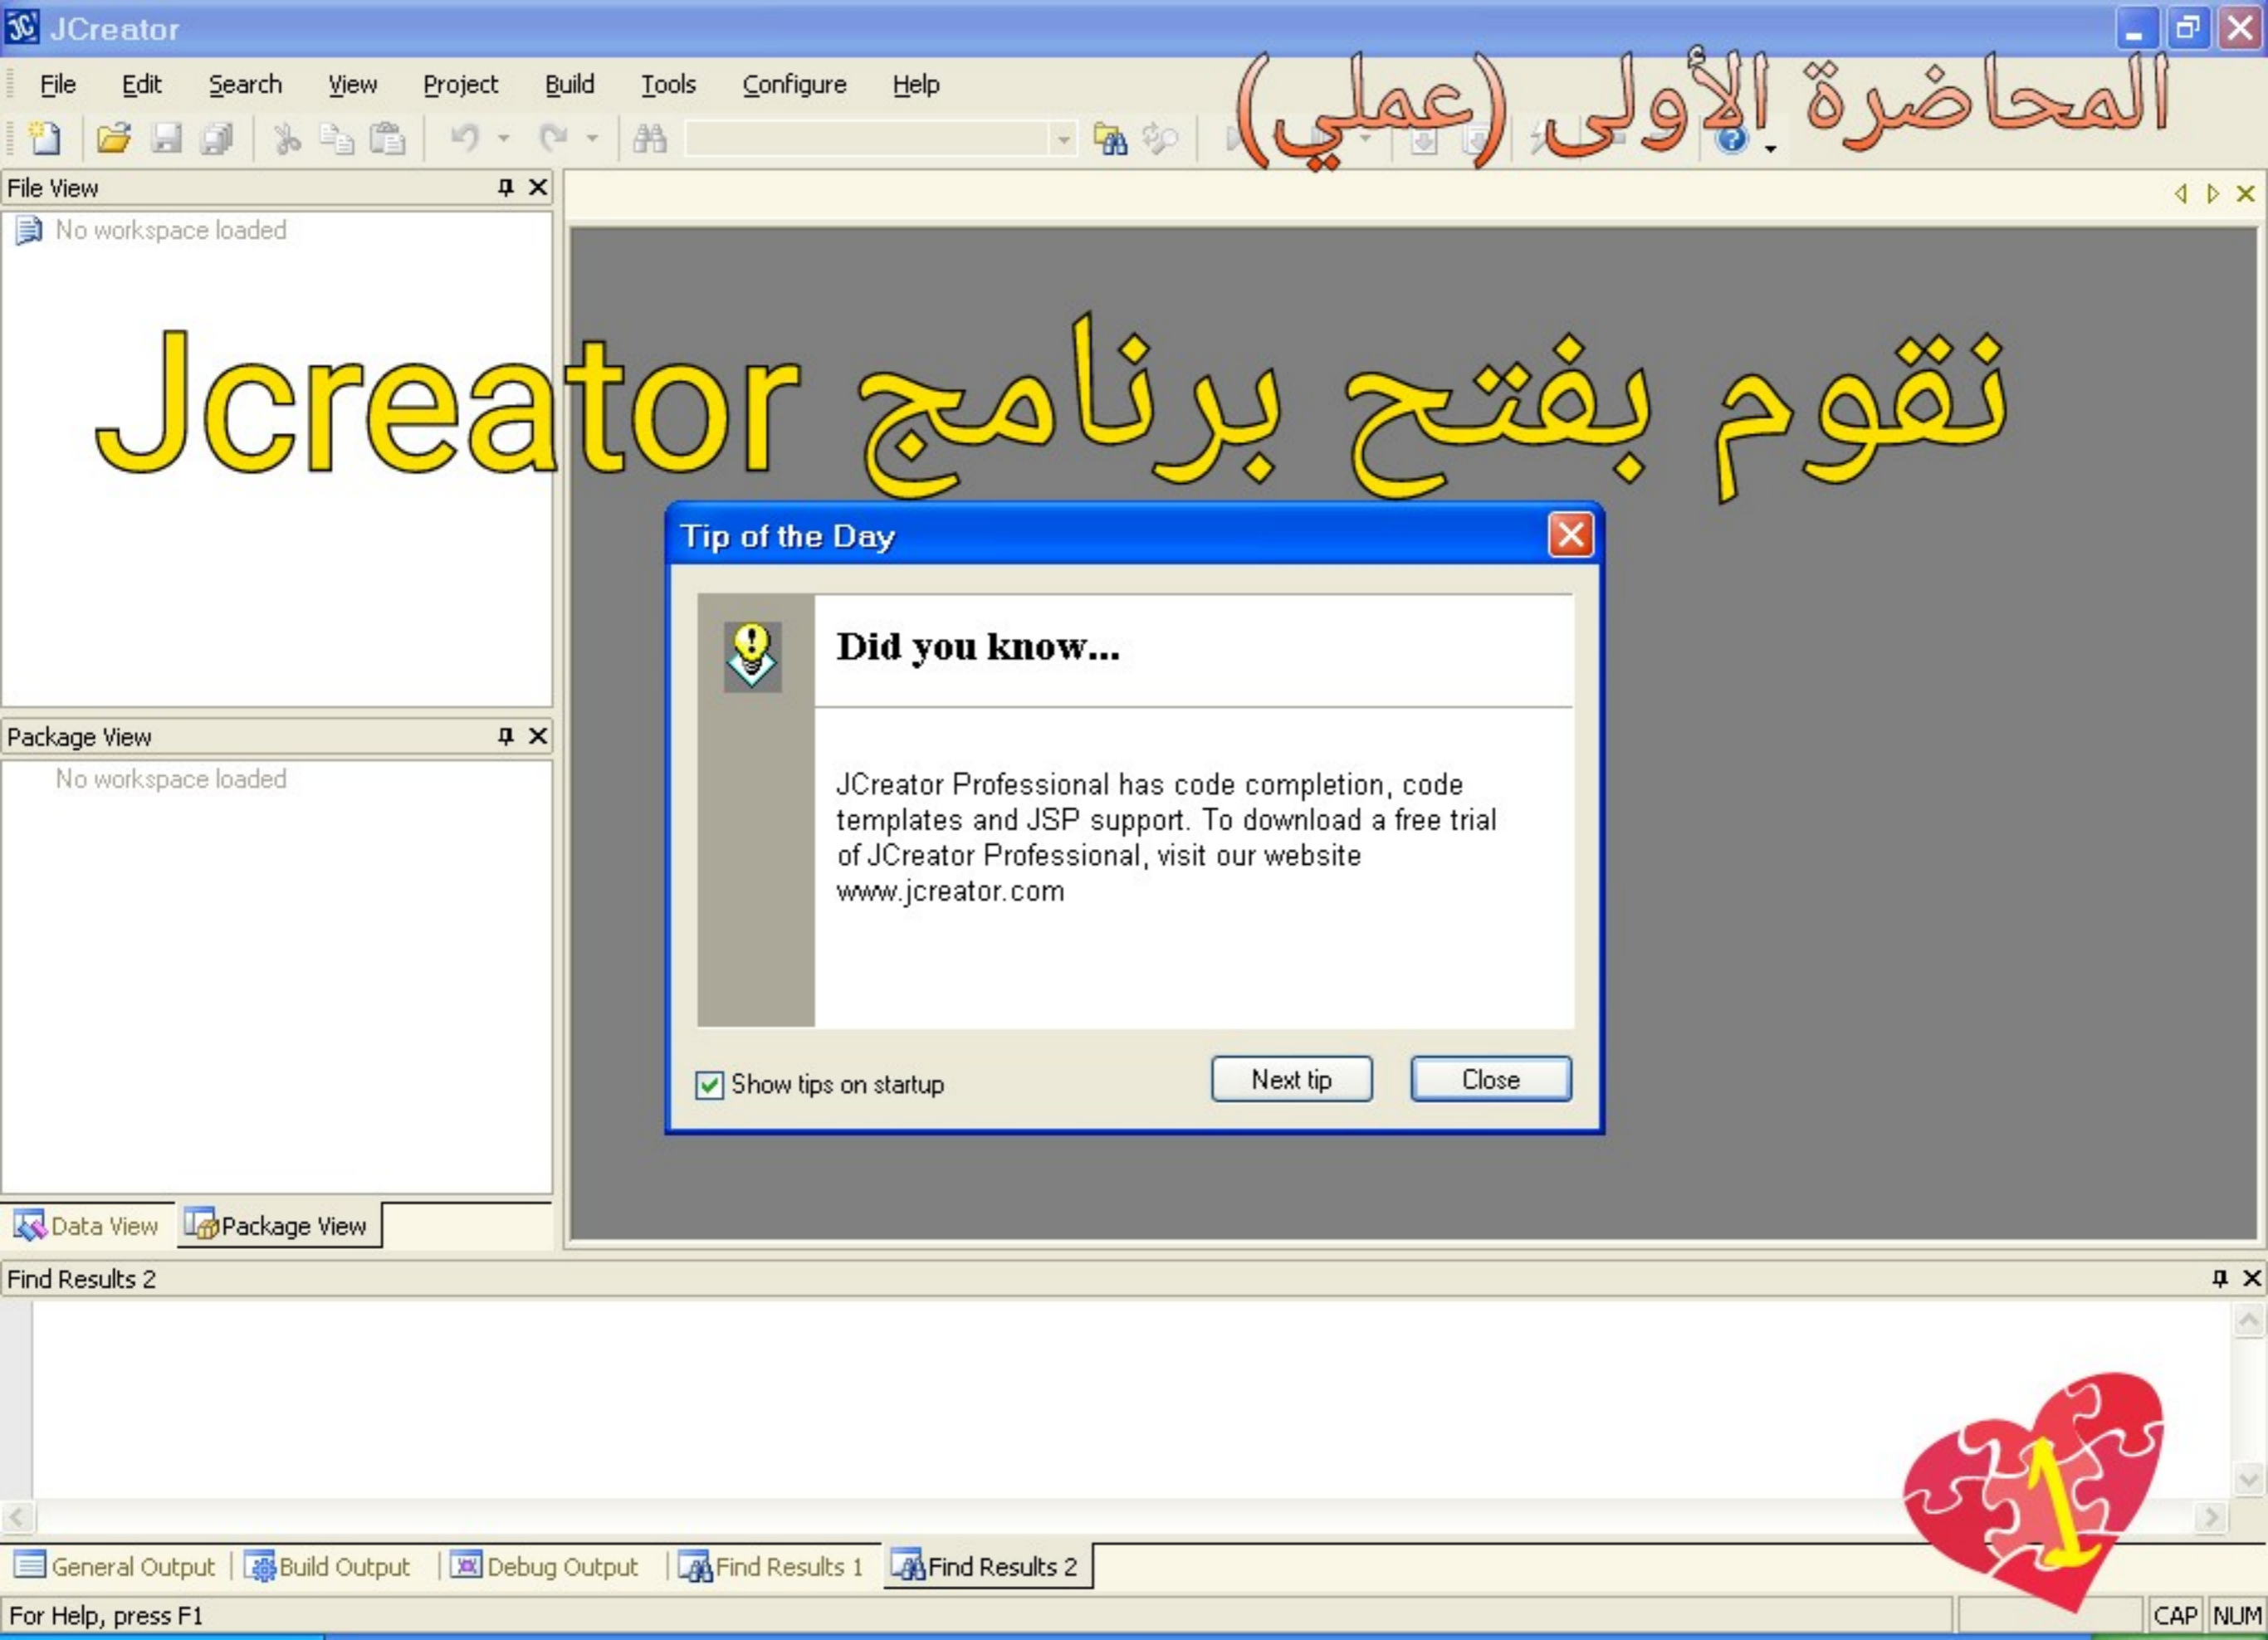 JCreator
File Edit Search View Project Build Tools Configure Help
المحاضرة الأولى (عملي)
File View
No workspace loaded
نقوم بفتح برنامج Jcreator
Tip of the Day
Did you know...
JCreator Professional has code completion, code
templates and JSP support. To download a free trial
of JCreator Professional, visit our website
www.jcreator.com
Show tips on startup
Next tip
Close
Package View
No workspace loaded
Data View
Package View
Find Results 2
1
General Output
Build Output
Debug Output
Find Results 1
Find Results 2
For Help, press F1
CAP NUM